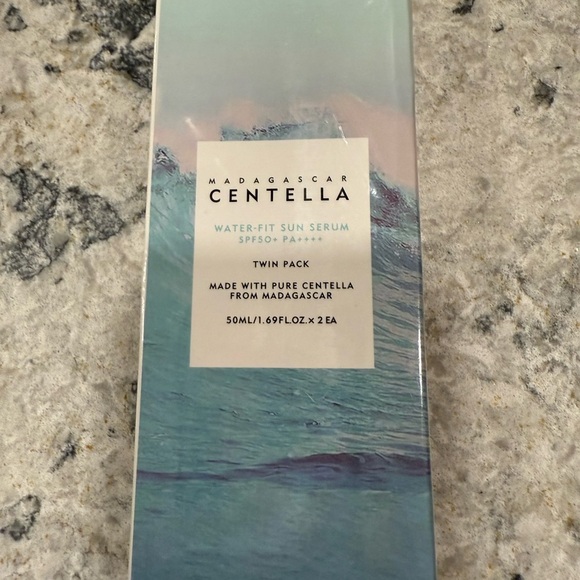 MADAGASCAR
CENTELLA
WATER-FIT SUN SERUM
SPF50+ PA++++
TWIN PACK
MADE WITH PURE CENTELLA
FROM MADAGASCAR
50ML/1.69FL.OZ. × 2 EA